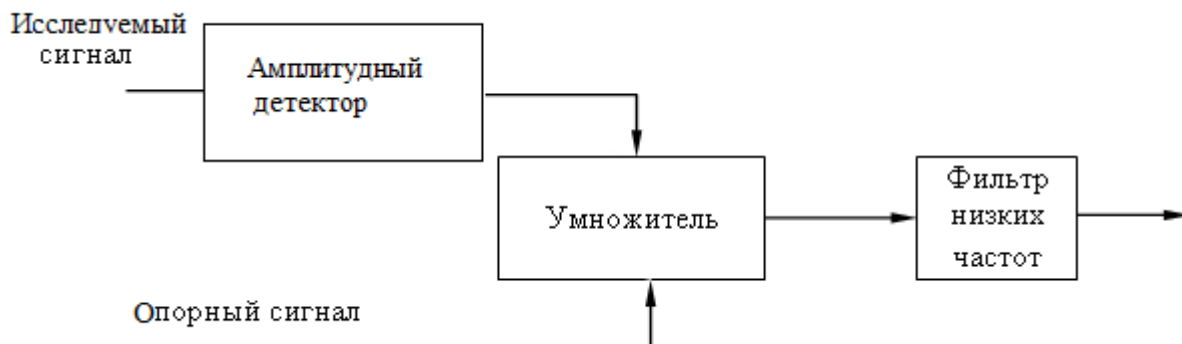 Исследуемый
сигнал
Амплитудный
детектор
Умножитель
Фильтр
низких
частот
Опорный сигнал